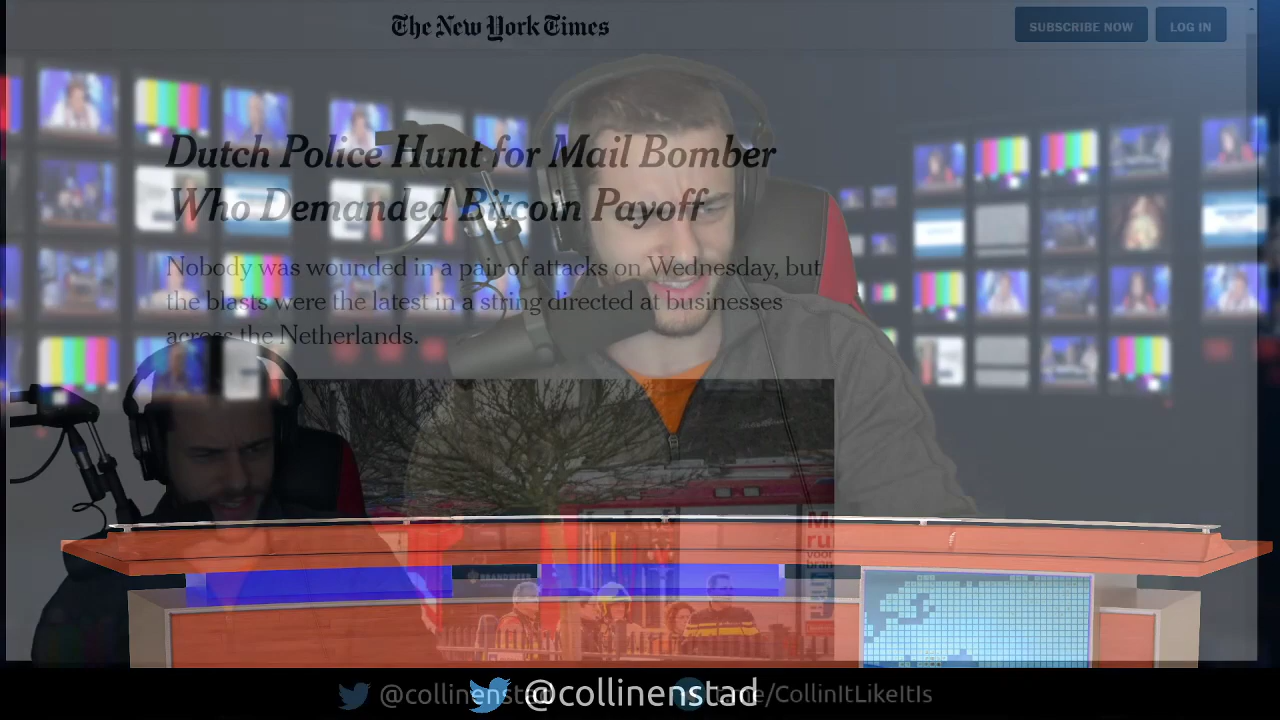 The New York Times
SUBSCRIBE NOW
LOG IN
Dutch Police Hunt for Mail Bomber
Who Demanded Bitcoin Payoff
Nobody was wounded in a pair of attacks on Wednesday, but
the blasts were the latest in a string directed at businesses
across the Netherlands.
BRANDWEER
@collinenstad
@collinenstad
/CollinItLikeItIs